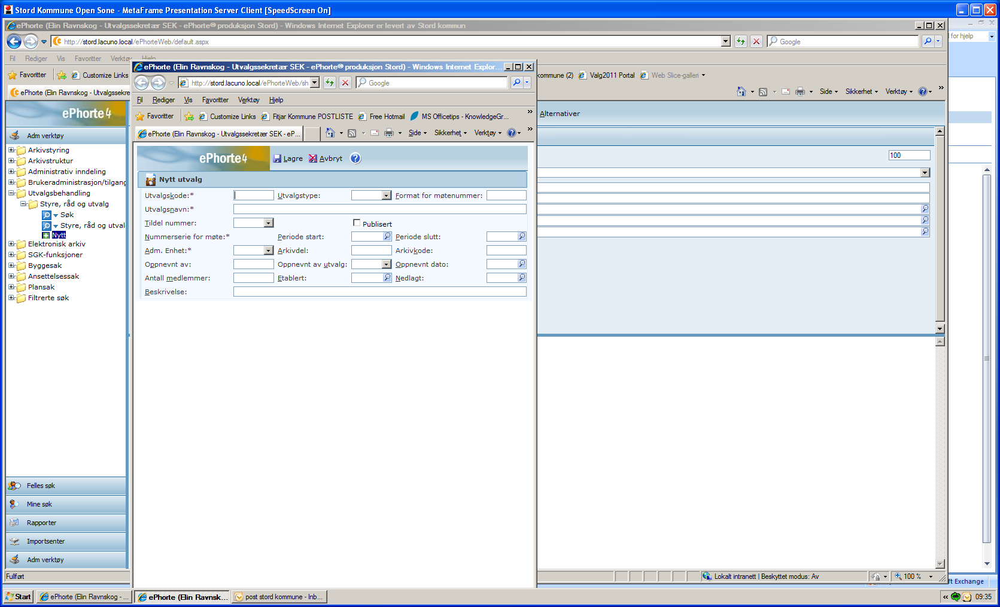 Stord Kommune Open Sone - MetaFrame Presentation Server Client [SpeedScreen On]
ePhorte (Elin Ravnskog - Utvalgssekretær SEK - ePhorte® produksjon Stord) - Windows Internet Explorer er levert av Stord kommun
http://stord.lacuno.local/ePhorteWeb/default.aspx
Google
for hjelp
Fil Rediger Vis Favoritter Verktøy Hjelp
Favoritter Customize Links
kommune (2) Valg2011 Portal Web Slice-galleri
ePhorte (Elin Ravnskog - Utvalgssekre
Side Sikkerhet Verktøy
ePhorte4
Alternativer
100
Adm verktøy
Arkivstyring
Arkivstruktur
Administrativ inndeling
Brukeradministrasjon/tilgang
Utvalgsbehandling
Styre, råd og utvalg
Søk
Styre, råd og utval
Nytt
Elektronisk arkiv
SGK-funksjoner
Byggesak
Ansettelsessak
Plansak
Filtrerte søk
Felles søk
Mine søk
Rapporter
Importsenter
Adm verktøy
Fullført
ePhorte (Elin Ravnskog - Utvalgssekretær SEK - ePhorte® produksjon Stord) - Windows Internet Explor...
http://stord.lacuno.local/ePhorteWeb/sh
Google
Fil Rediger Vis Favoritter Verktøy Hjelp
Favoritter Customize Links Fitjar Kommune POSTLISTE Free Hotmail MS Officetips - KnowledgeGr...
ePhorte (Elin Ravnskog - Utvalgssekretær SEK - eP...
Side Sikkerhet Verktøy
ePhorte4 Lagre Avbryt
Nytt utvalg
Utvalgskode:* Utvalgstype: Format for møtenummer:
Utvalgsnavn:*
Tildel nummer: Publisert
Nummerserie for møte:* Periode start: Periode slutt:
Adm. Enhet:* Arkivdel: Arkivkode:
Oppnevnt av: Oppnevnt av utvalg: Oppnevnt dato:
Antall medlemmer: Etablert: Nedlagt:
Beskrivelse:
Lokalt intranett | Beskyttet modus: Av
100 %
ft Exchange
Start
ePhorte (Elin Ravnskog - ...
ePhorte (Elin Ravnsk...
post stord kommune - Inb...
09:35